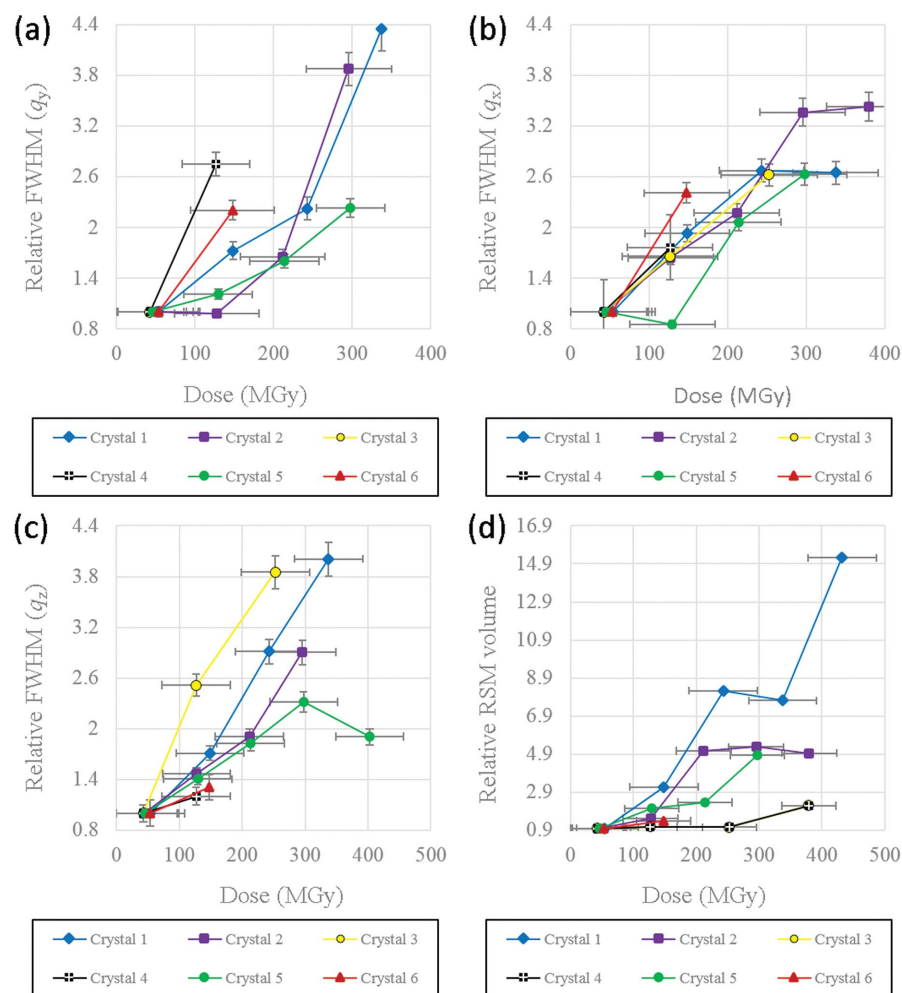 (a)
4.4
3.8
3.2
2.6
2
1.4
0.8
Relative FWHM (qy)
0 100 200 300 400
Dose (MGy)
Crystal 1 Crystal 2 Crystal 3
Crystal 4 Crystal 5 Crystal 6
(b)
4.4
3.8
3.2
2.6
2
1.4
0.8
Relative FWHM (qx)
0 100 200 300 400
Dose (MGy)
Crystal 1 Crystal 2 Crystal 3
Crystal 4 Crystal 5 Crystal 6
(c)
4.4
3.8
3.2
2.6
2
1.4
0.8
Relative FWHM (qz)
0 100 200 300 400 500
Dose (MGy)
Crystal 1 Crystal 2 Crystal 3
Crystal 4 Crystal 5 Crystal 6
(d)
16.9
14.9
12.9
10.9
8.9
6.9
4.9
2.9
0.9
Relative RSM volume
0 100 200 300 400 500
Dose (MGy)
Crystal 1 Crystal 2 Crystal 3
Crystal 4 Crystal 5 Crystal 6